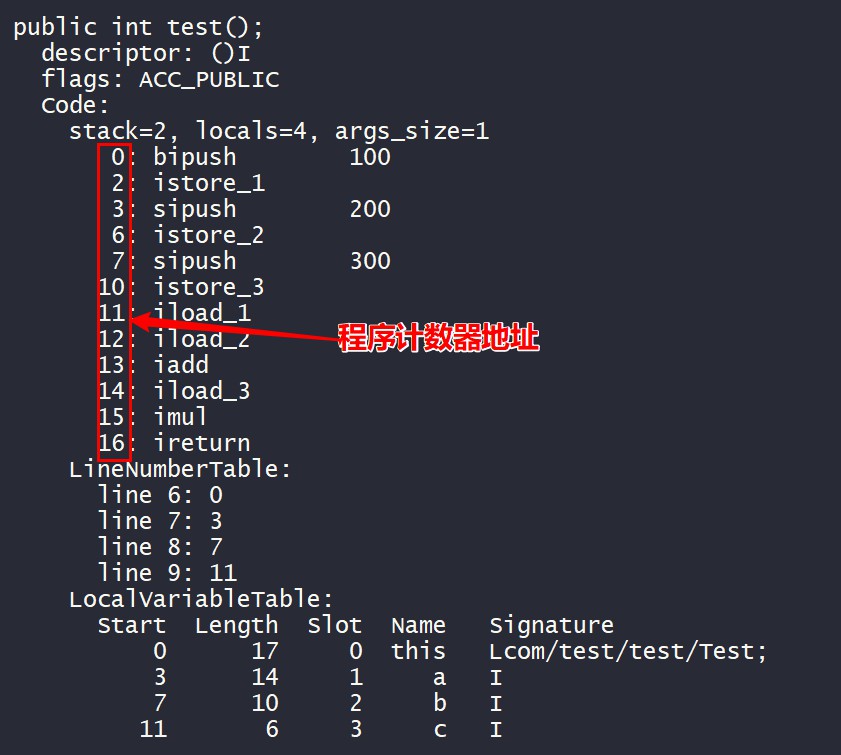 public int test();
descriptor: ()I
flags: ACC_PUBLIC
Code:
stack=2, locals=4, args_size=1
0: bipush 100
2: istore_1
3: sipush 200
6: istore_2
7: sipush 300
10: istore_3
11: iload_1
程序计数器地址
12: iload_2
13: iadd
14: iload_3
15: imul
16: ireturn
LineNumberTable:
line 6: 0
line 7: 3
line 8: 7
line 9: 11
LocalVariableTable:
Start Length Slot Name Signature
0 17 0 this Lcom/test/test/Test;
3 14 1 a I
7 10 2 b I
11 6 3 c I